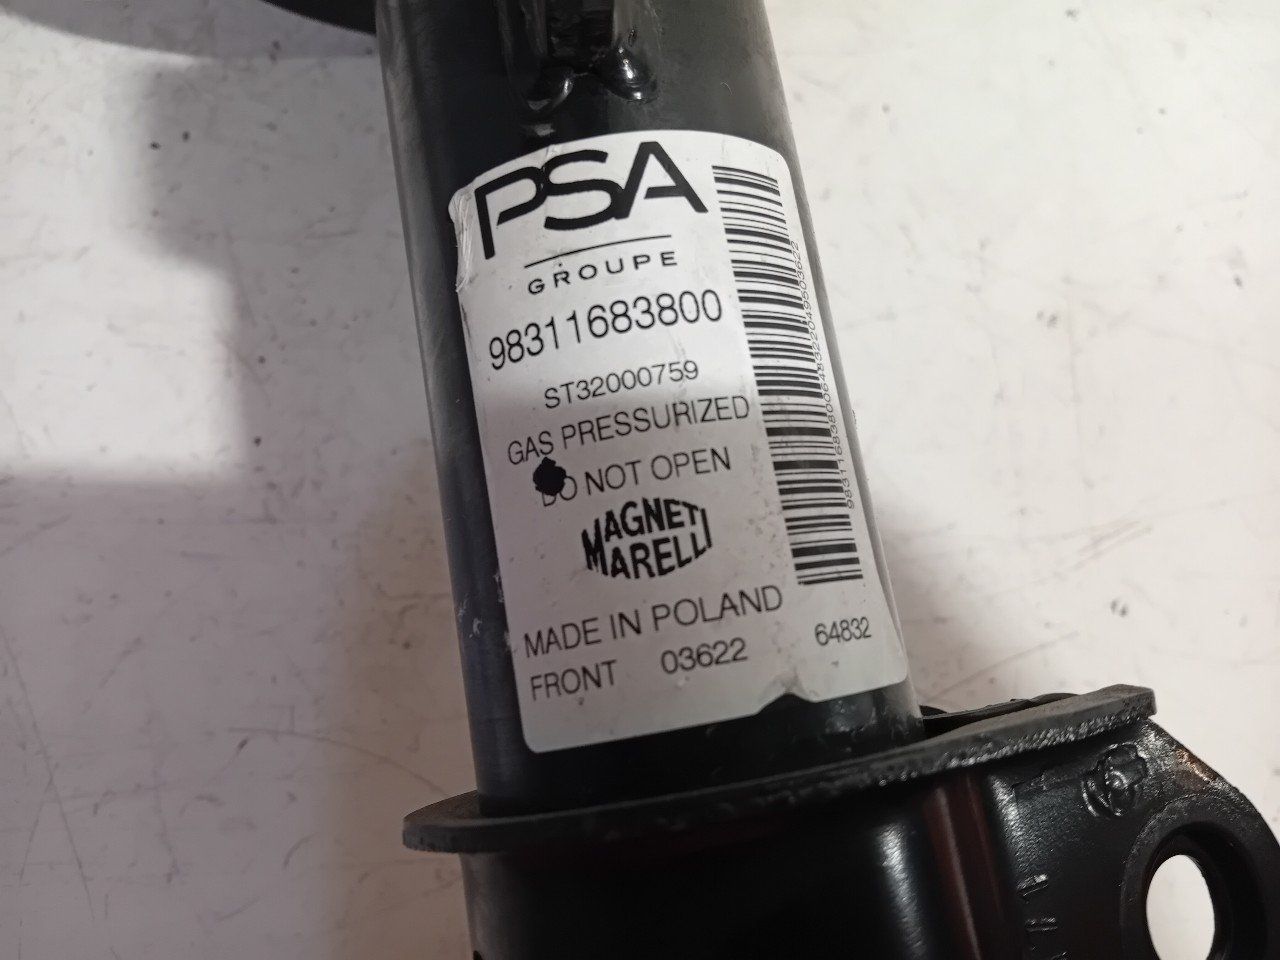 PSA
GROUPE
98311683800
ST32000759
GAS PRESSURIZED
DO NOT OPEN
MAGNETI
MARELLI
MADE IN POLAND
FRONT 03622 64832